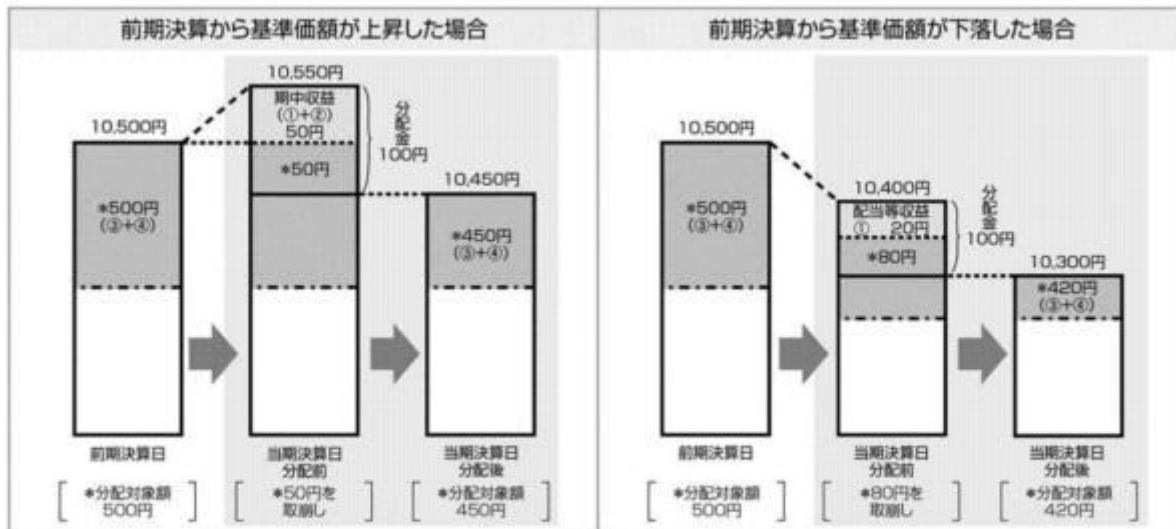 前期決算から基準価額が上昇した場合
10,550円
期中収益
(①+②)
50円
10,500円
*50円
分配金
100円
10,450円
*500円
(③+④)
*450円
(③+④)
前期決算日
当期決算日
分配前
当期決算日
分配後
*分配対象額
500円
*50円を
取崩し
*分配対象額
450円
前期決算から基準価額が下落した場合
10,500円
10,400円
配当等収益
① 20円
*80円
分配金
100円
10,300円
*500円
(③+④)
*420円
(③+④)
前期決算日
当期決算日
分配前
当期決算日
分配後
*分配対象額
500円
*80円を
取崩し
*分配対象額
420円